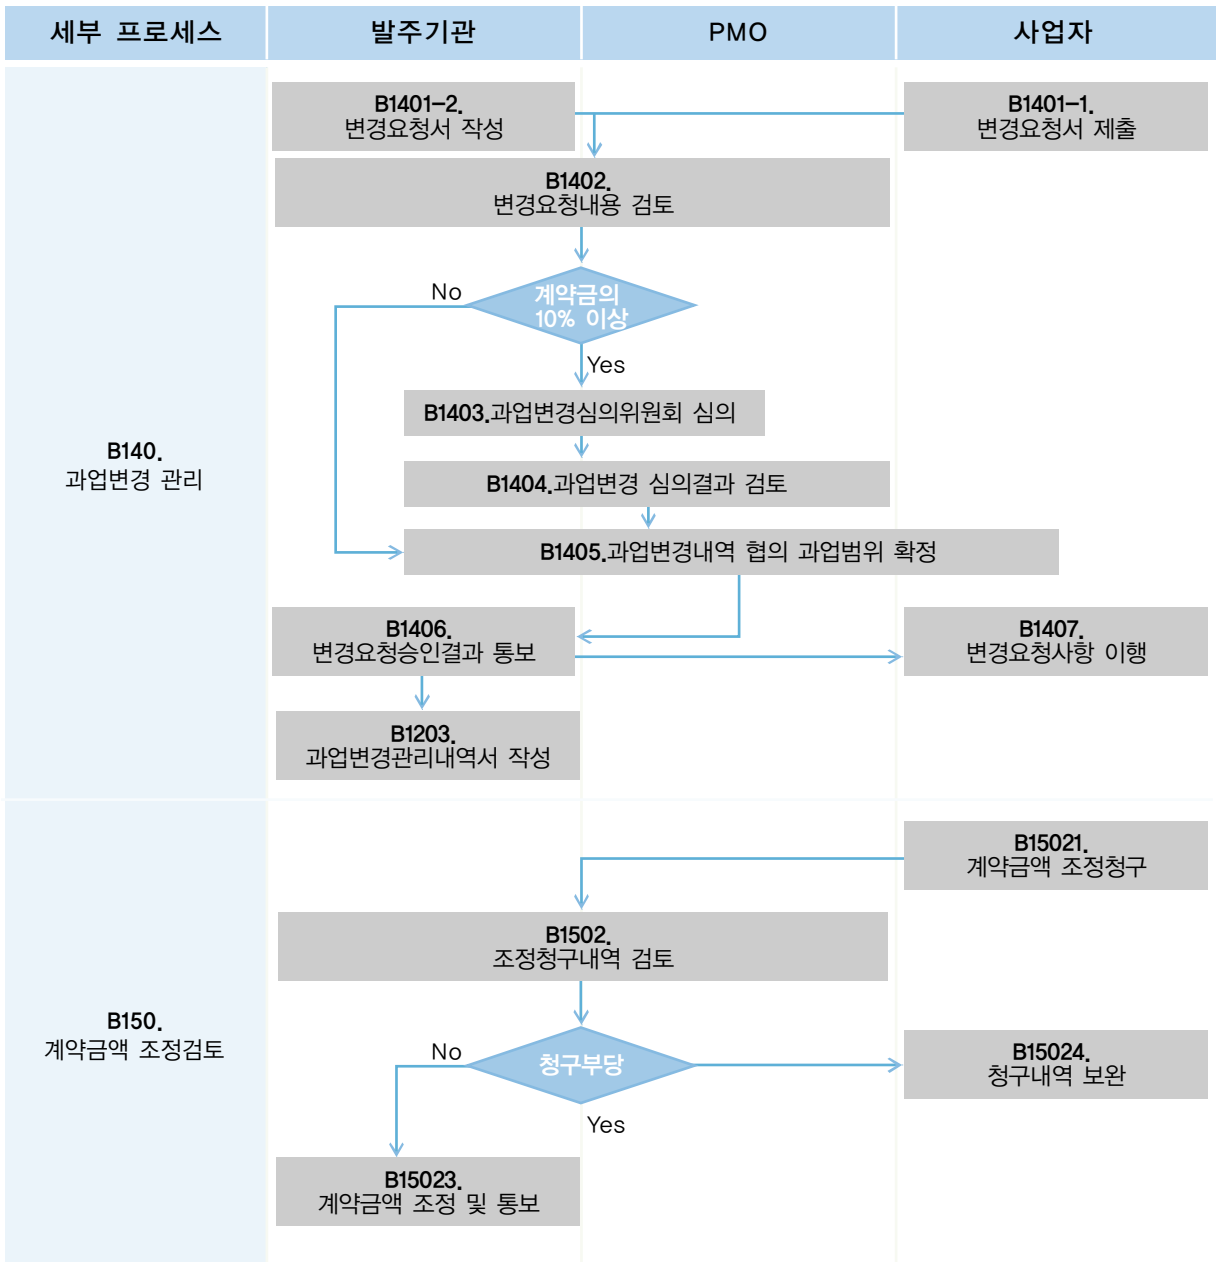 세부 프로세스
발주기관
PMO
사업자
B140.
과업변경 관리
B1401-2.
변경요청서 작성
B1401-1.
변경요청서 제출
B1402.
변경요청내용 검토
계약금의
10% 이상
No
Yes
B1403.과업변경심의위원회 심의
B1404.과업변경 심의결과 검토
B1405.과업변경내역 협의 과업범위 확정
B1406.
변경요청승인결과 통보
B1407.
변경요청사항 이행
B1203.
과업변경관리내역서 작성
B150.
계약금액 조정검토
B15021.
계약금액 조정청구
B1502.
조정청구내역 검토
청구부당
No
Yes
B15024.
청구내역 보완
B15023.
계약금액 조정 및 통보